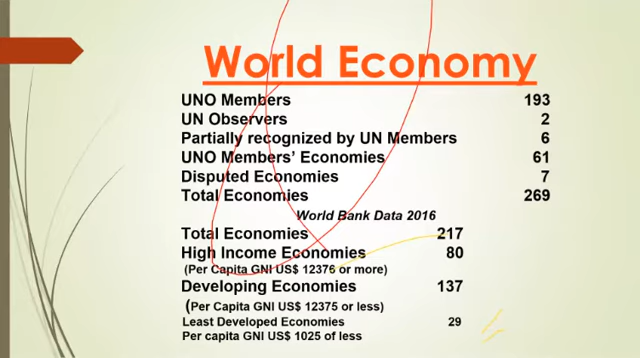 World Economy
UNO Members 193
UN Observers 2
Partially recognized by UN Members 6
UNO Members' Economies 61
Disputed Economies 7
Total Economies 269
World Bank Data 2016
Total Economies 217
High Income Economies 80
(Per Capita GNI US$ 12376 or more)
Developing Economies 137
(Per Capita GNI US$ 12375 or less)
Least Developed Economies 29
Per capita GNI US$ 1025 of less